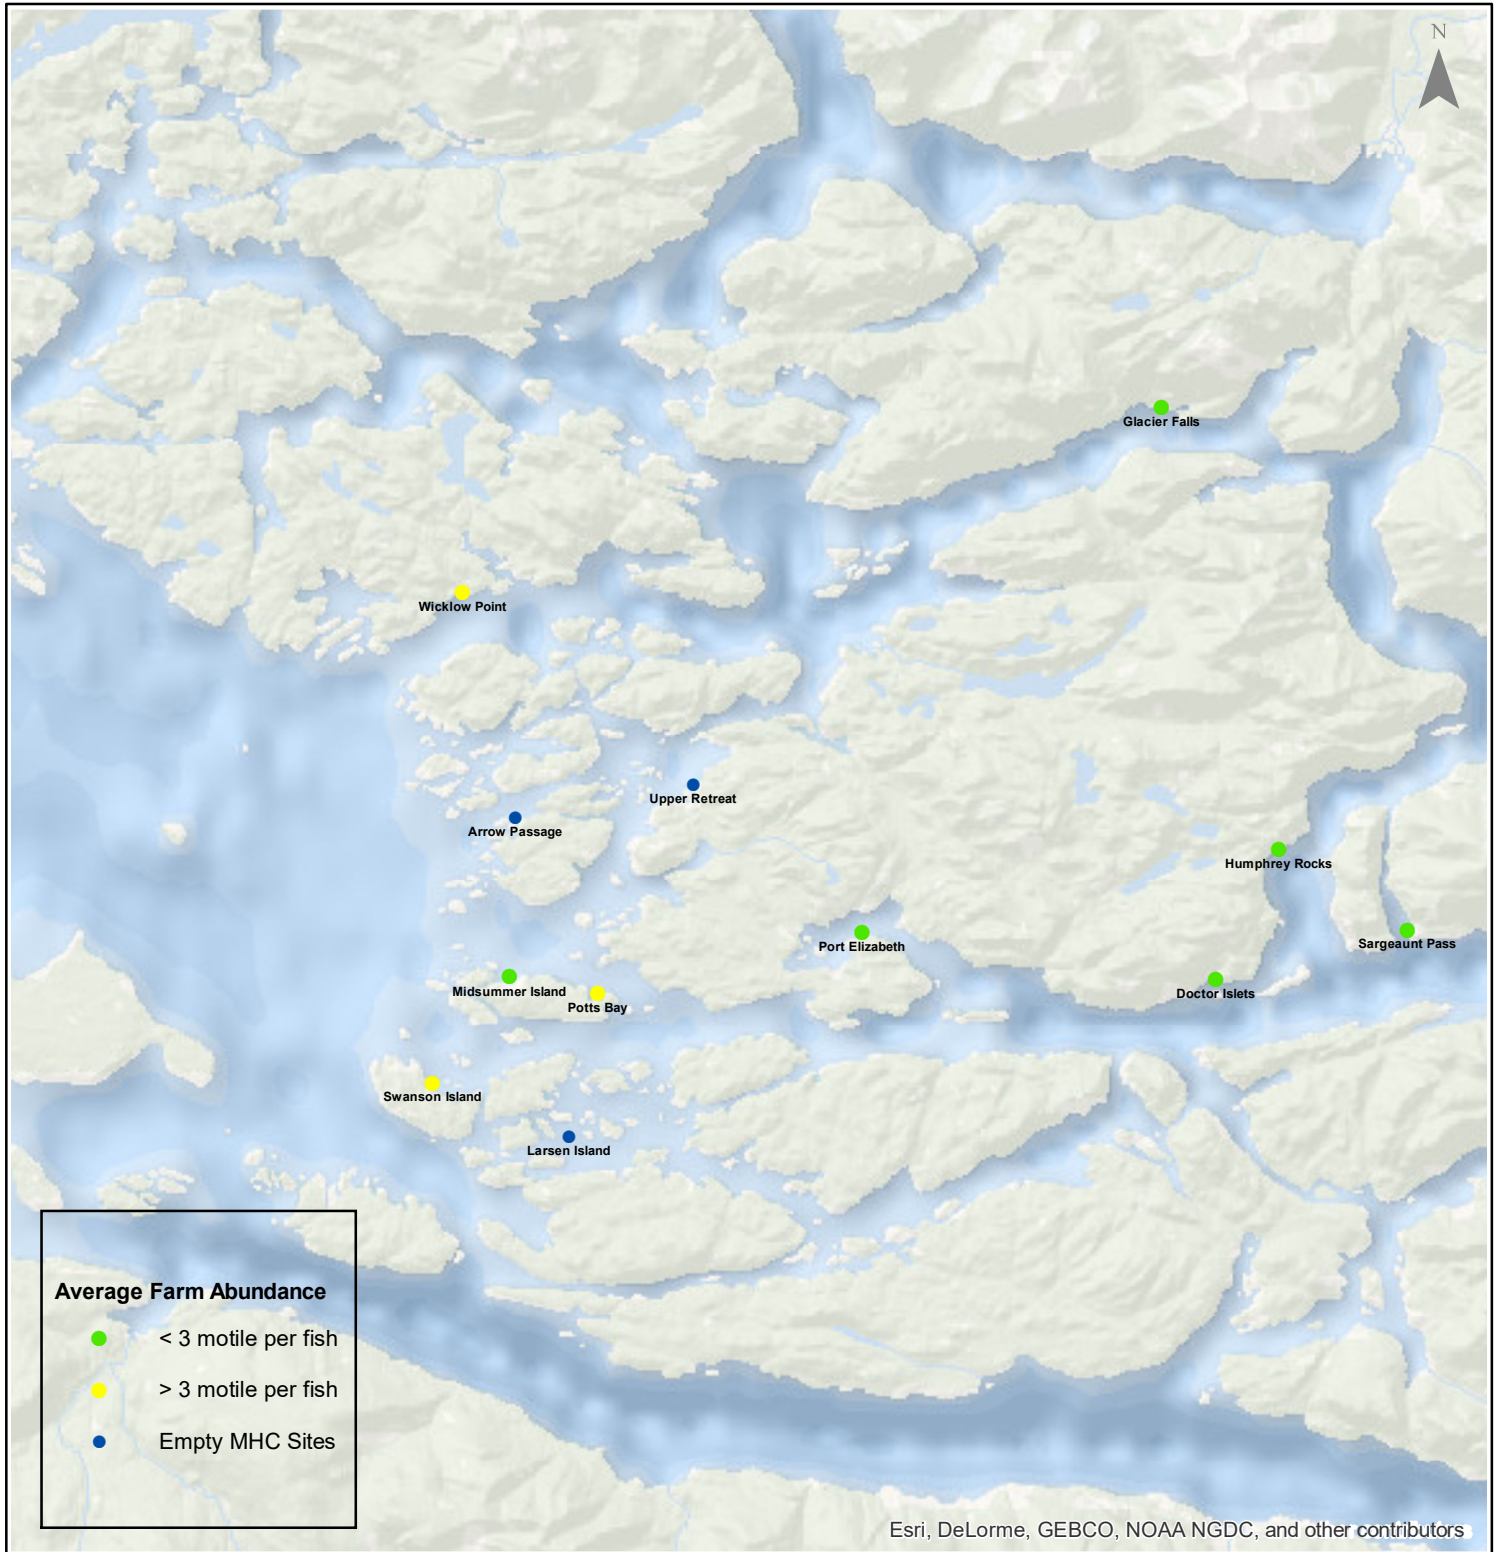 N
Glacier Falls
Wicklow Point
Upper Retreat
Arrow Passage
Humphrey Rocks
Port Elizabeth
Sargeaunt Pass
Midsummer Island
Doctor Islets
Potts Bay
Swanson Island
Larsen Island
Average Farm Abundance
< 3 motile per fish
> 3 motile per fish
Empty MHC Sites
Esri, DeLorme, GEBCO, NOAA NGDC, and other contributors